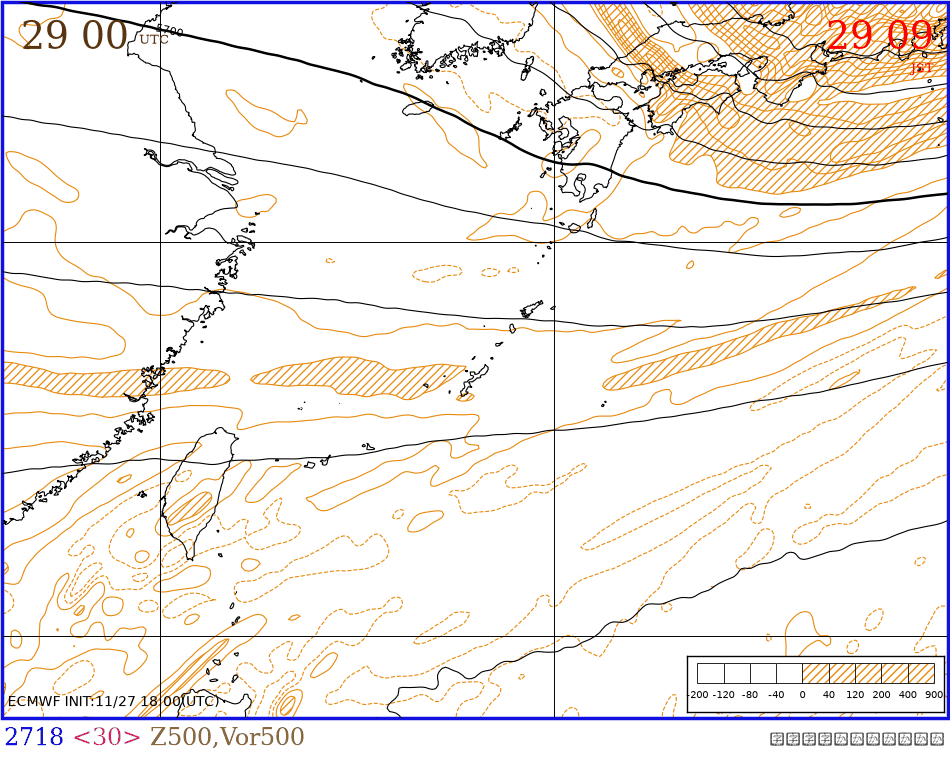 29 00 UTC
29 09 JST
5700
ECMWF INIT:11/27 18:00(UTC)
-200 -120 -80 -40 0 40 120 200 400 900
2718 <30> Z500,Vor500